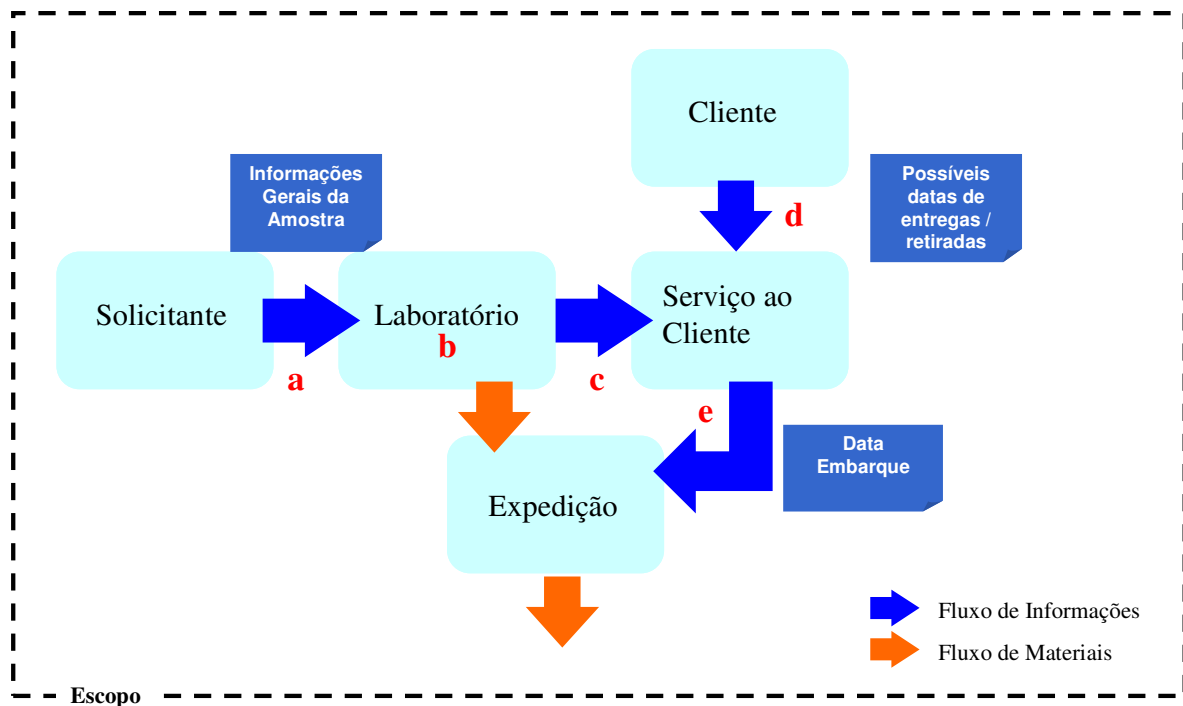 Cliente
Informações
Gerais da
Amostra
Possíveis
datas de
entregas /
retiradas
d
Solicitante
a
Laboratório
b
c
Serviço ao
Cliente
e
Data
Embarque
Expedição
Fluxo de Informações
Fluxo de Materiais
Escopo